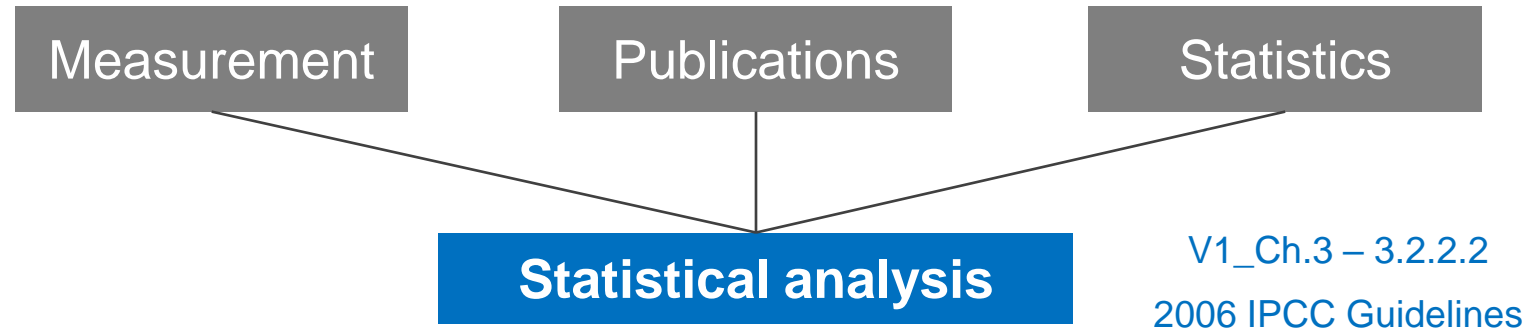 Measurement
Publications
Statistics
Statistical analysis
V1_Ch.3 – 3.2.2.2
2006 IPCC Guidelines